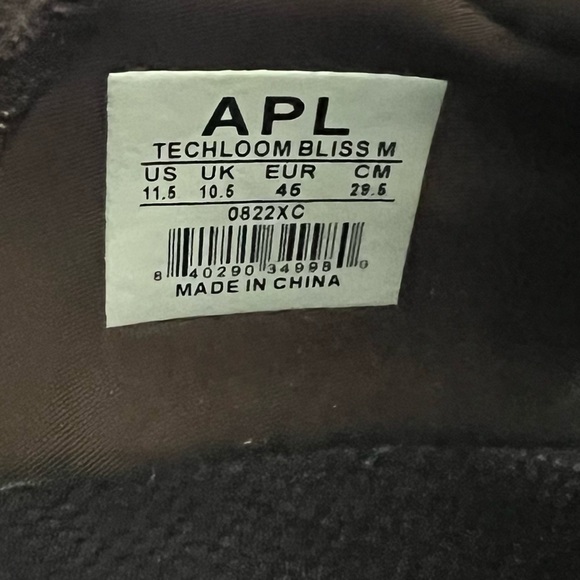 APL
TECHLOOM BLISS M
US UK EUR CM
11.5 10.5 45 29.5
0822XC
8 40290 34998 0
MADE IN CHINA